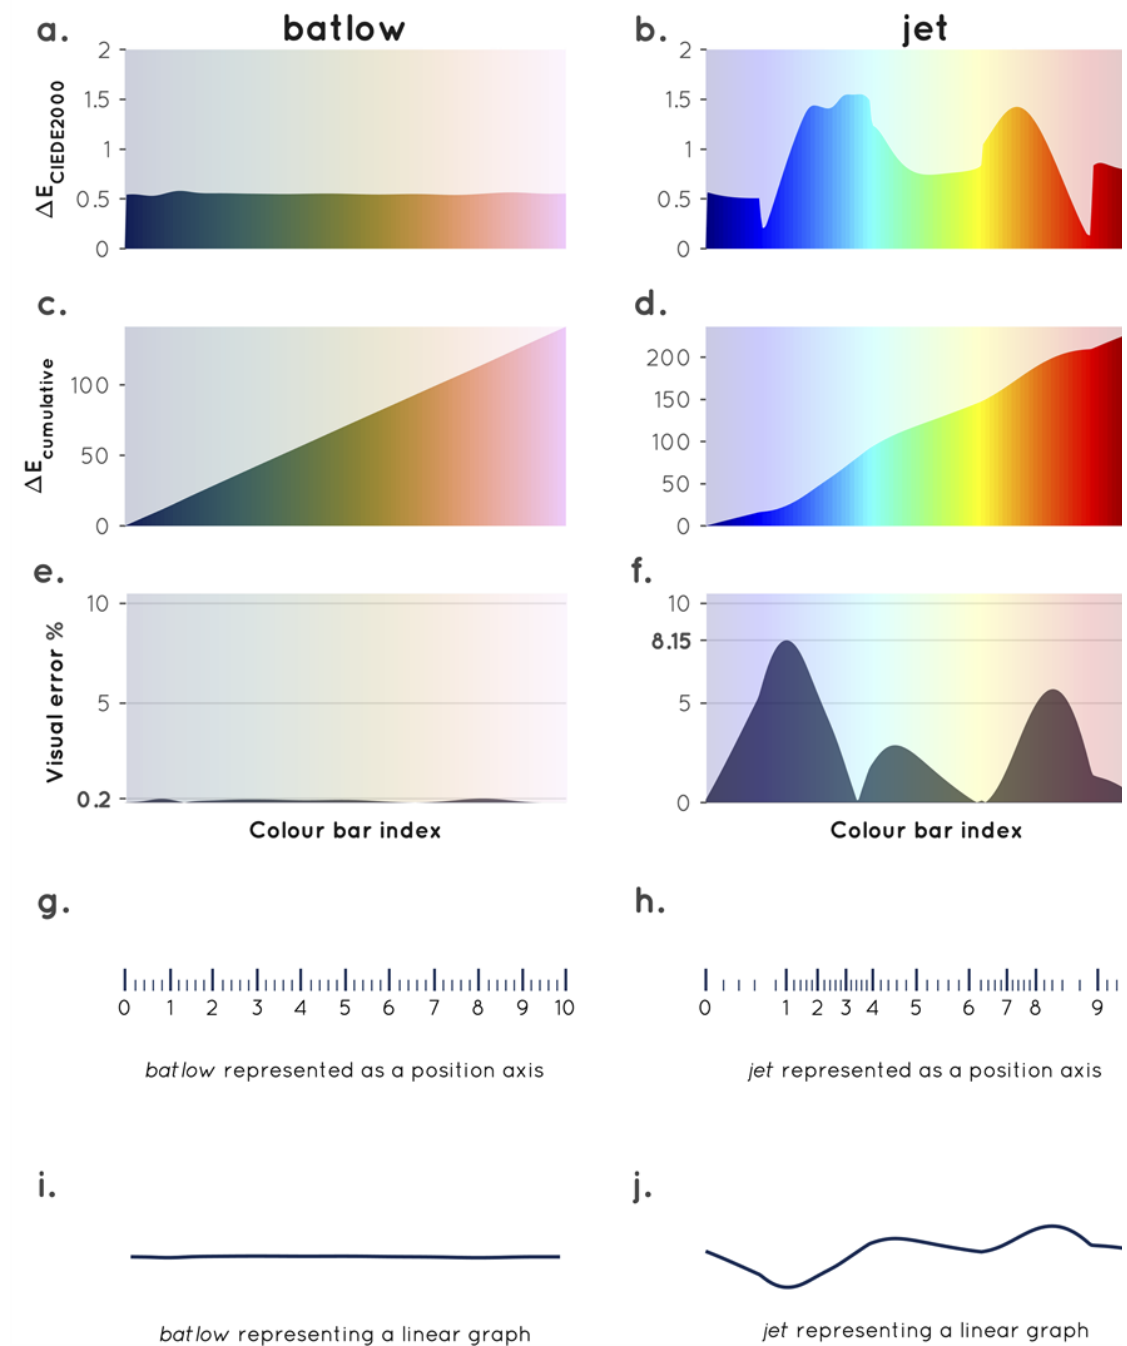 a. batlow
b. jet
2
1.5
1
0.5
0
ΔE CIEDE2000
2
1.5
1
0.5
0
c.
d.
100
50
0
ΔE cumulative
200
150
100
50
0
e.
f.
10
5
0.2
Visual error %
10
8.15
5
0
Colour bar index
Colour bar index
g.
h.
0 1 2 3 4 5 6 7 8 9 10
0 1 2 3 4 5 6 7 8 9
batlow represented as a position axis
jet represented as a position axis
i.
j.
batlow representing a linear graph
jet representing a linear graph